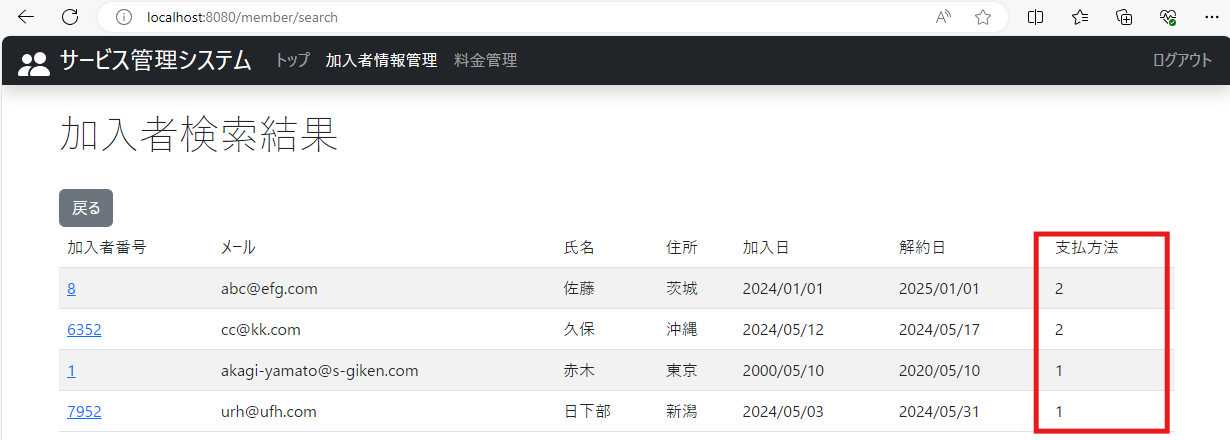 localhost:8080/member/search
サービス管理システム トップ 加入者情報管理 料金管理 ログアウト
加入者検索結果
戻る
加入者番号 メール 氏名 住所 加入日 解約日 支払方法
8 abc@efg.com 佐藤 茨城 2024/01/01 2025/01/01 2
6352 cc@kk.com 久保 沖縄 2024/05/12 2024/05/17 2
1 akagi-yamato@s-giken.com 赤木 東京 2000/05/10 2020/05/10 1
7952 urh@ufh.com 日下部 新潟 2024/05/03 2024/05/31 1